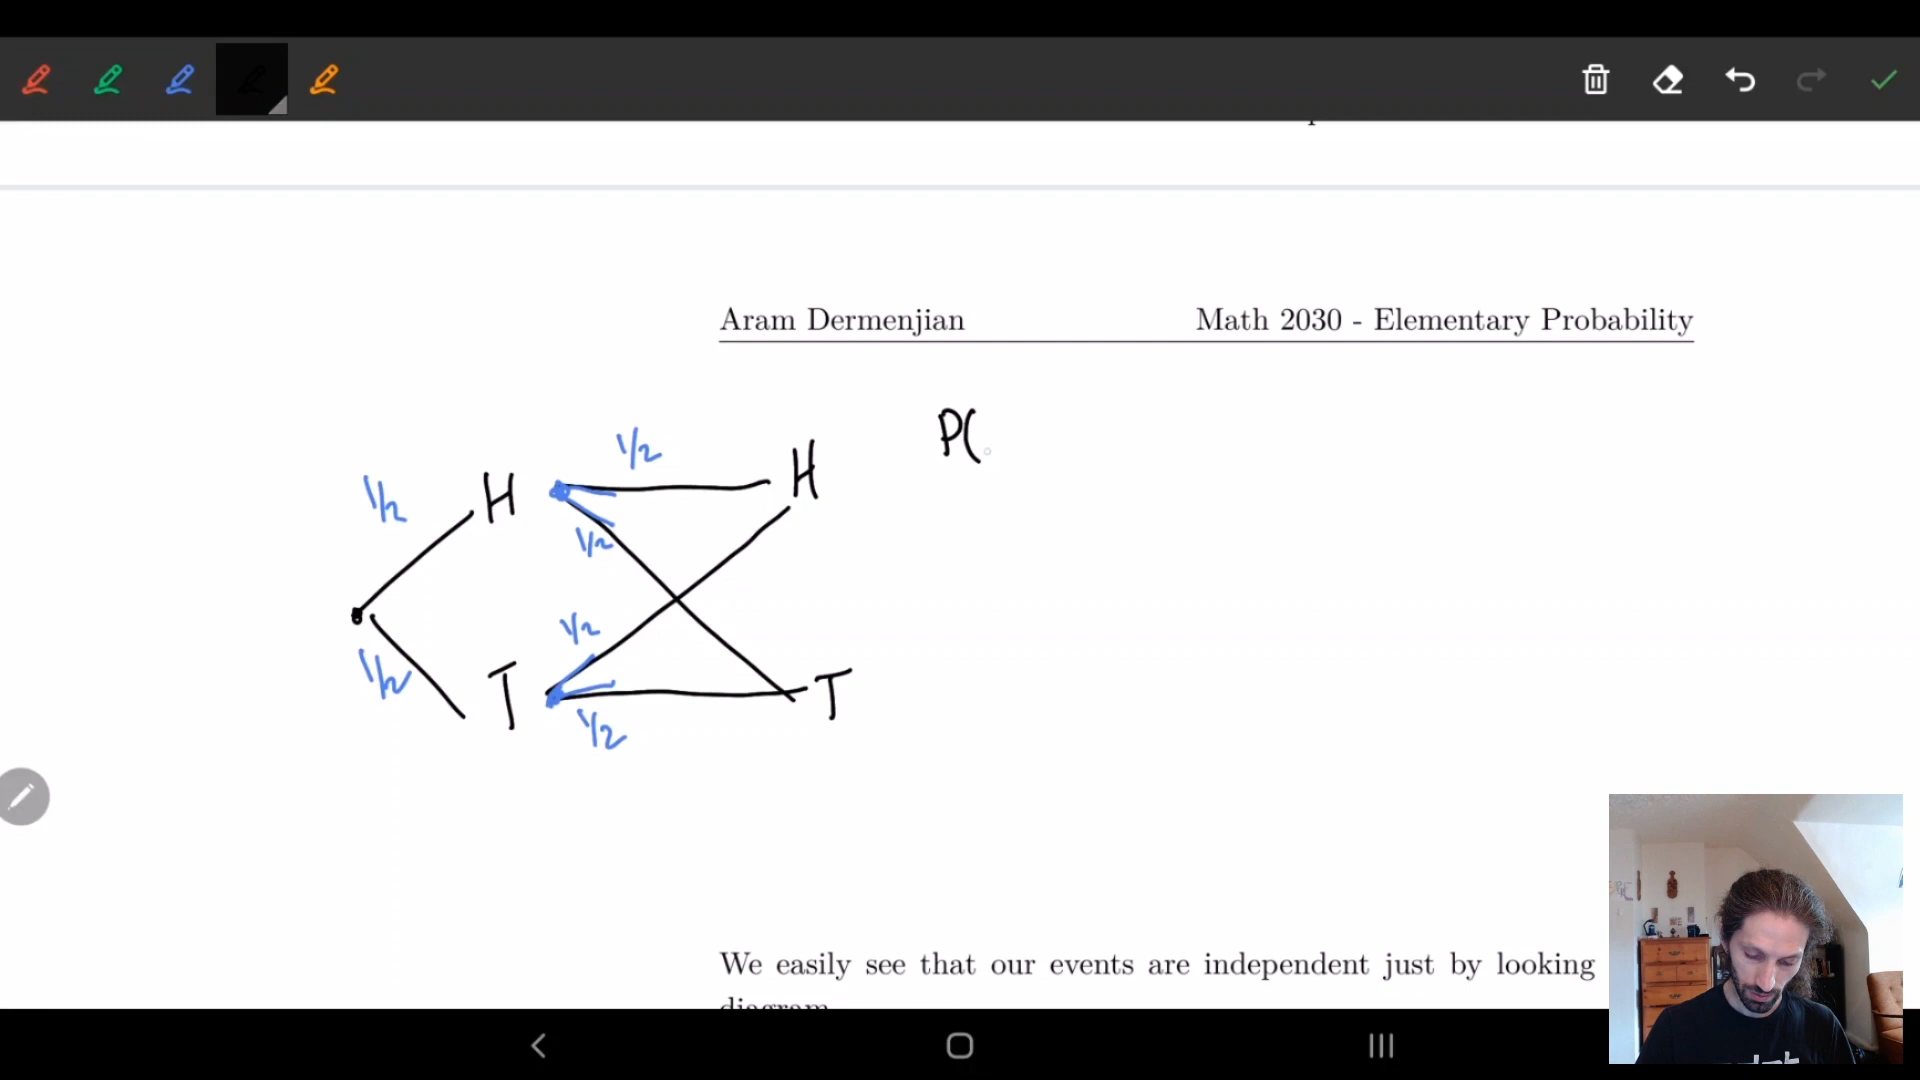 Aram Dermenjian Math 2030 - Elementary Probability
P(
1/2 H
1/2 H
1/2
1/2
1/2 T
1/2 T
We easily see that our events are independent just by looking
diagram